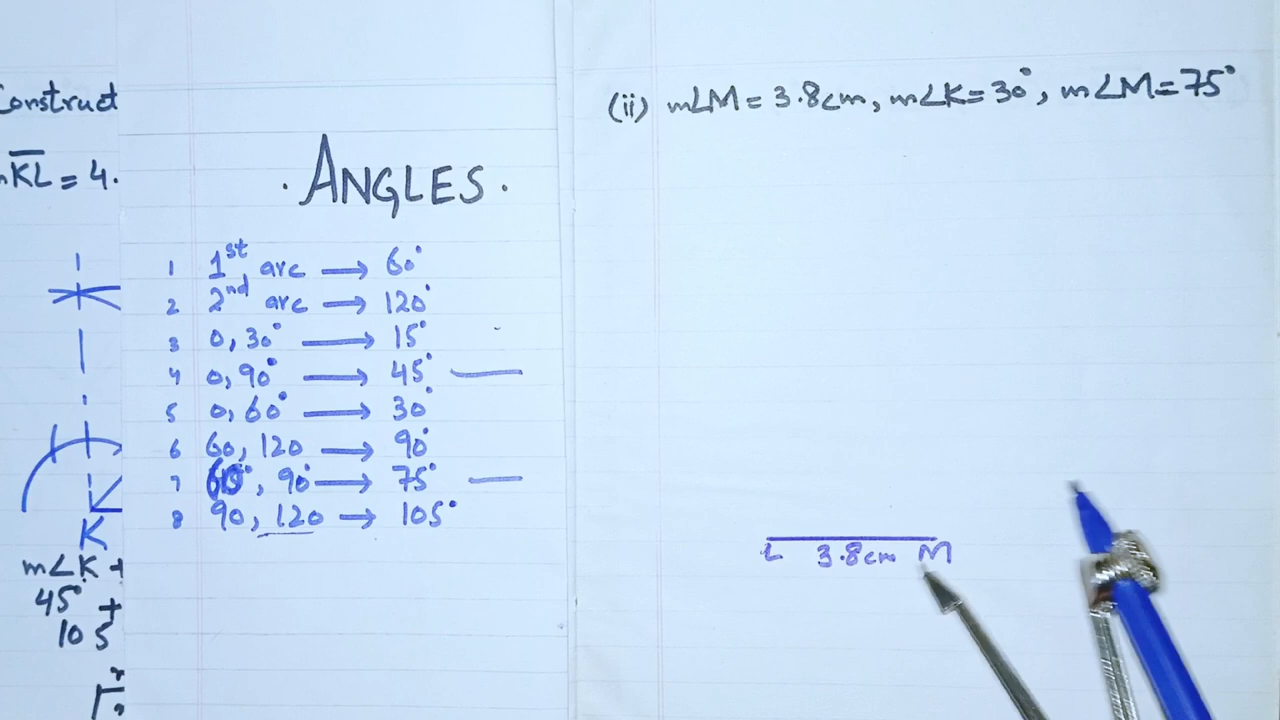 Construct
KL = 4.
K
m∠K +
45° +
105
. ANGLES .
1 1st arc → 60°
2 2nd arc → 120°
3 0, 30° → 15°
4 0, 90° → 45°
5 0, 60° → 30°
6 60, 120 → 90°
7 60°, 90° → 75°
8 90, 120 → 105°
(ii) mLM = 3.8cm, m∠K = 30°, m∠M = 75°
L 3.8cm M